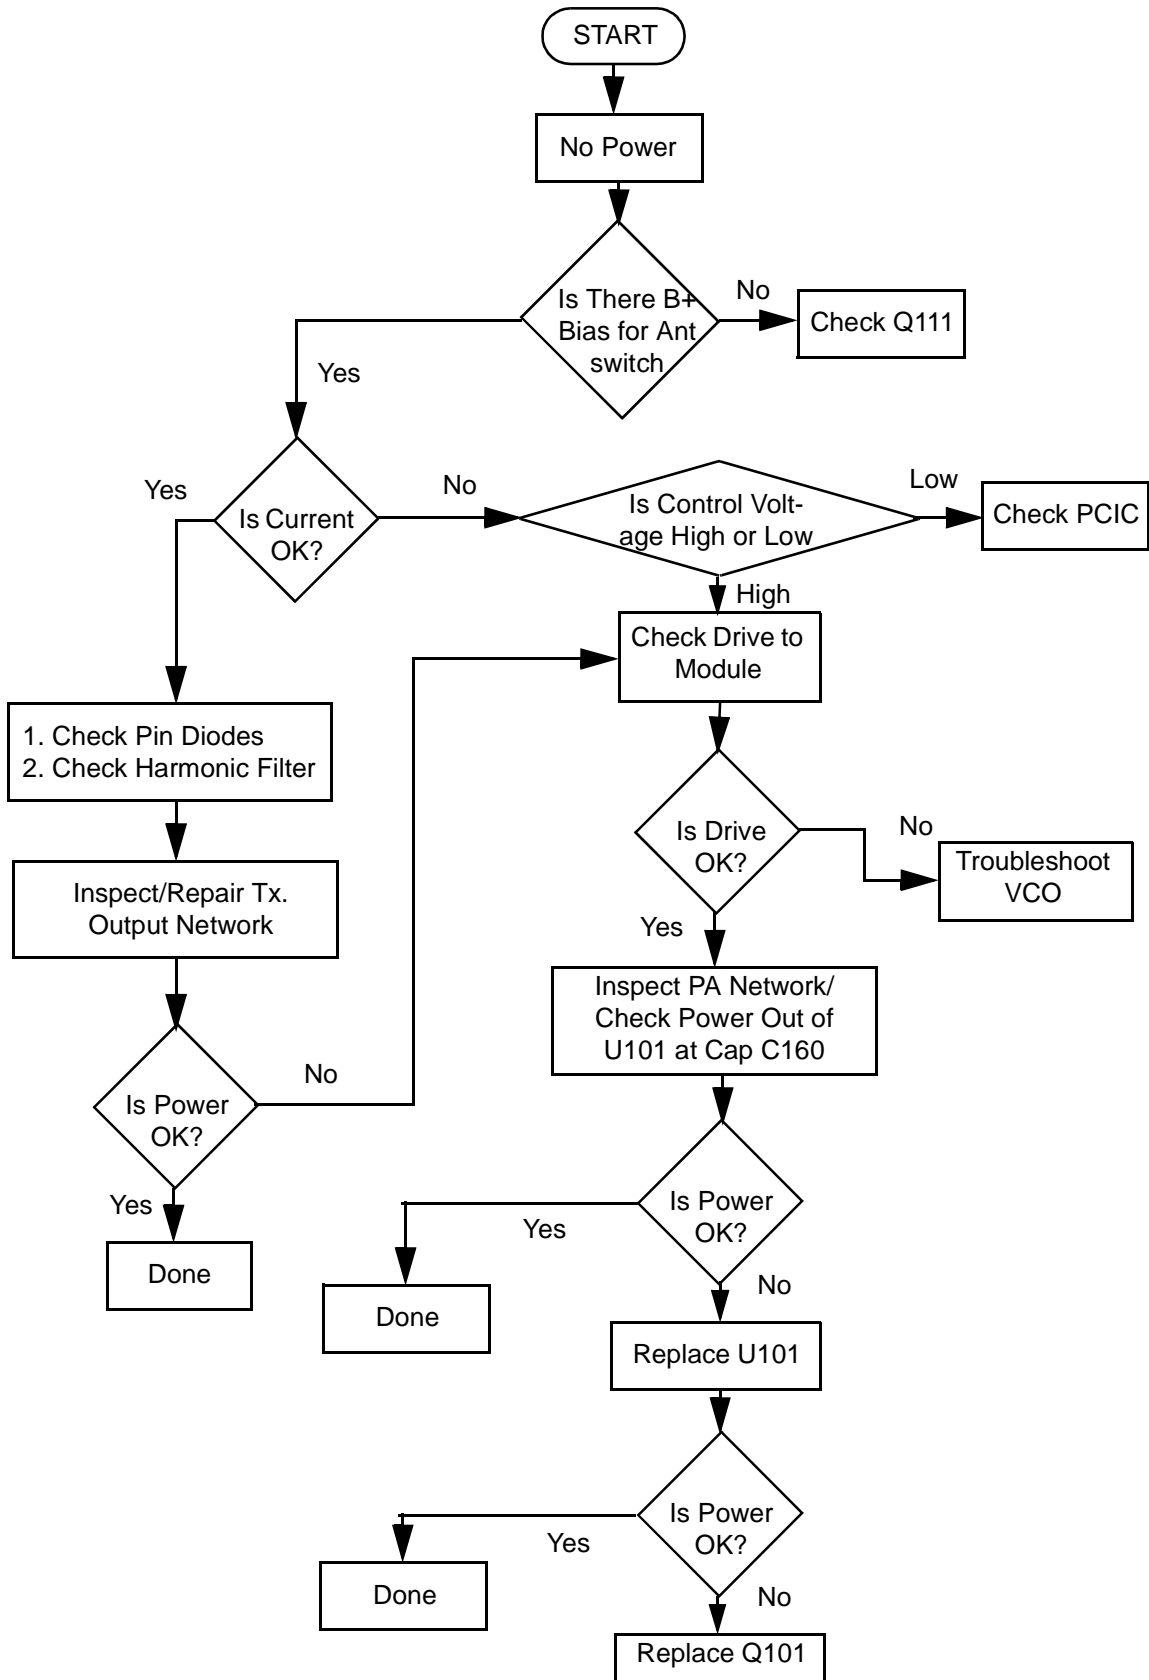 START
No Power
Is There B+
Bias for Ant
switch
No
Check Q111
Yes
Is Current
OK?
Yes
No
Is Control Volt-
age High or Low
Low
Check PCIC
High
Check Drive to
Module
1. Check Pin Diodes
2. Check Harmonic Filter
Is Drive
OK?
No
Troubleshoot
VCO
Inspect/Repair Tx.
Output Network
Yes
Inspect PA Network/
Check Power Out of
U101 at Cap C160
Is Power
OK?
No
Yes
Done
Is Power
OK?
Yes
Done
No
Replace U101
Is Power
OK?
Yes
Done
No
Replace Q101